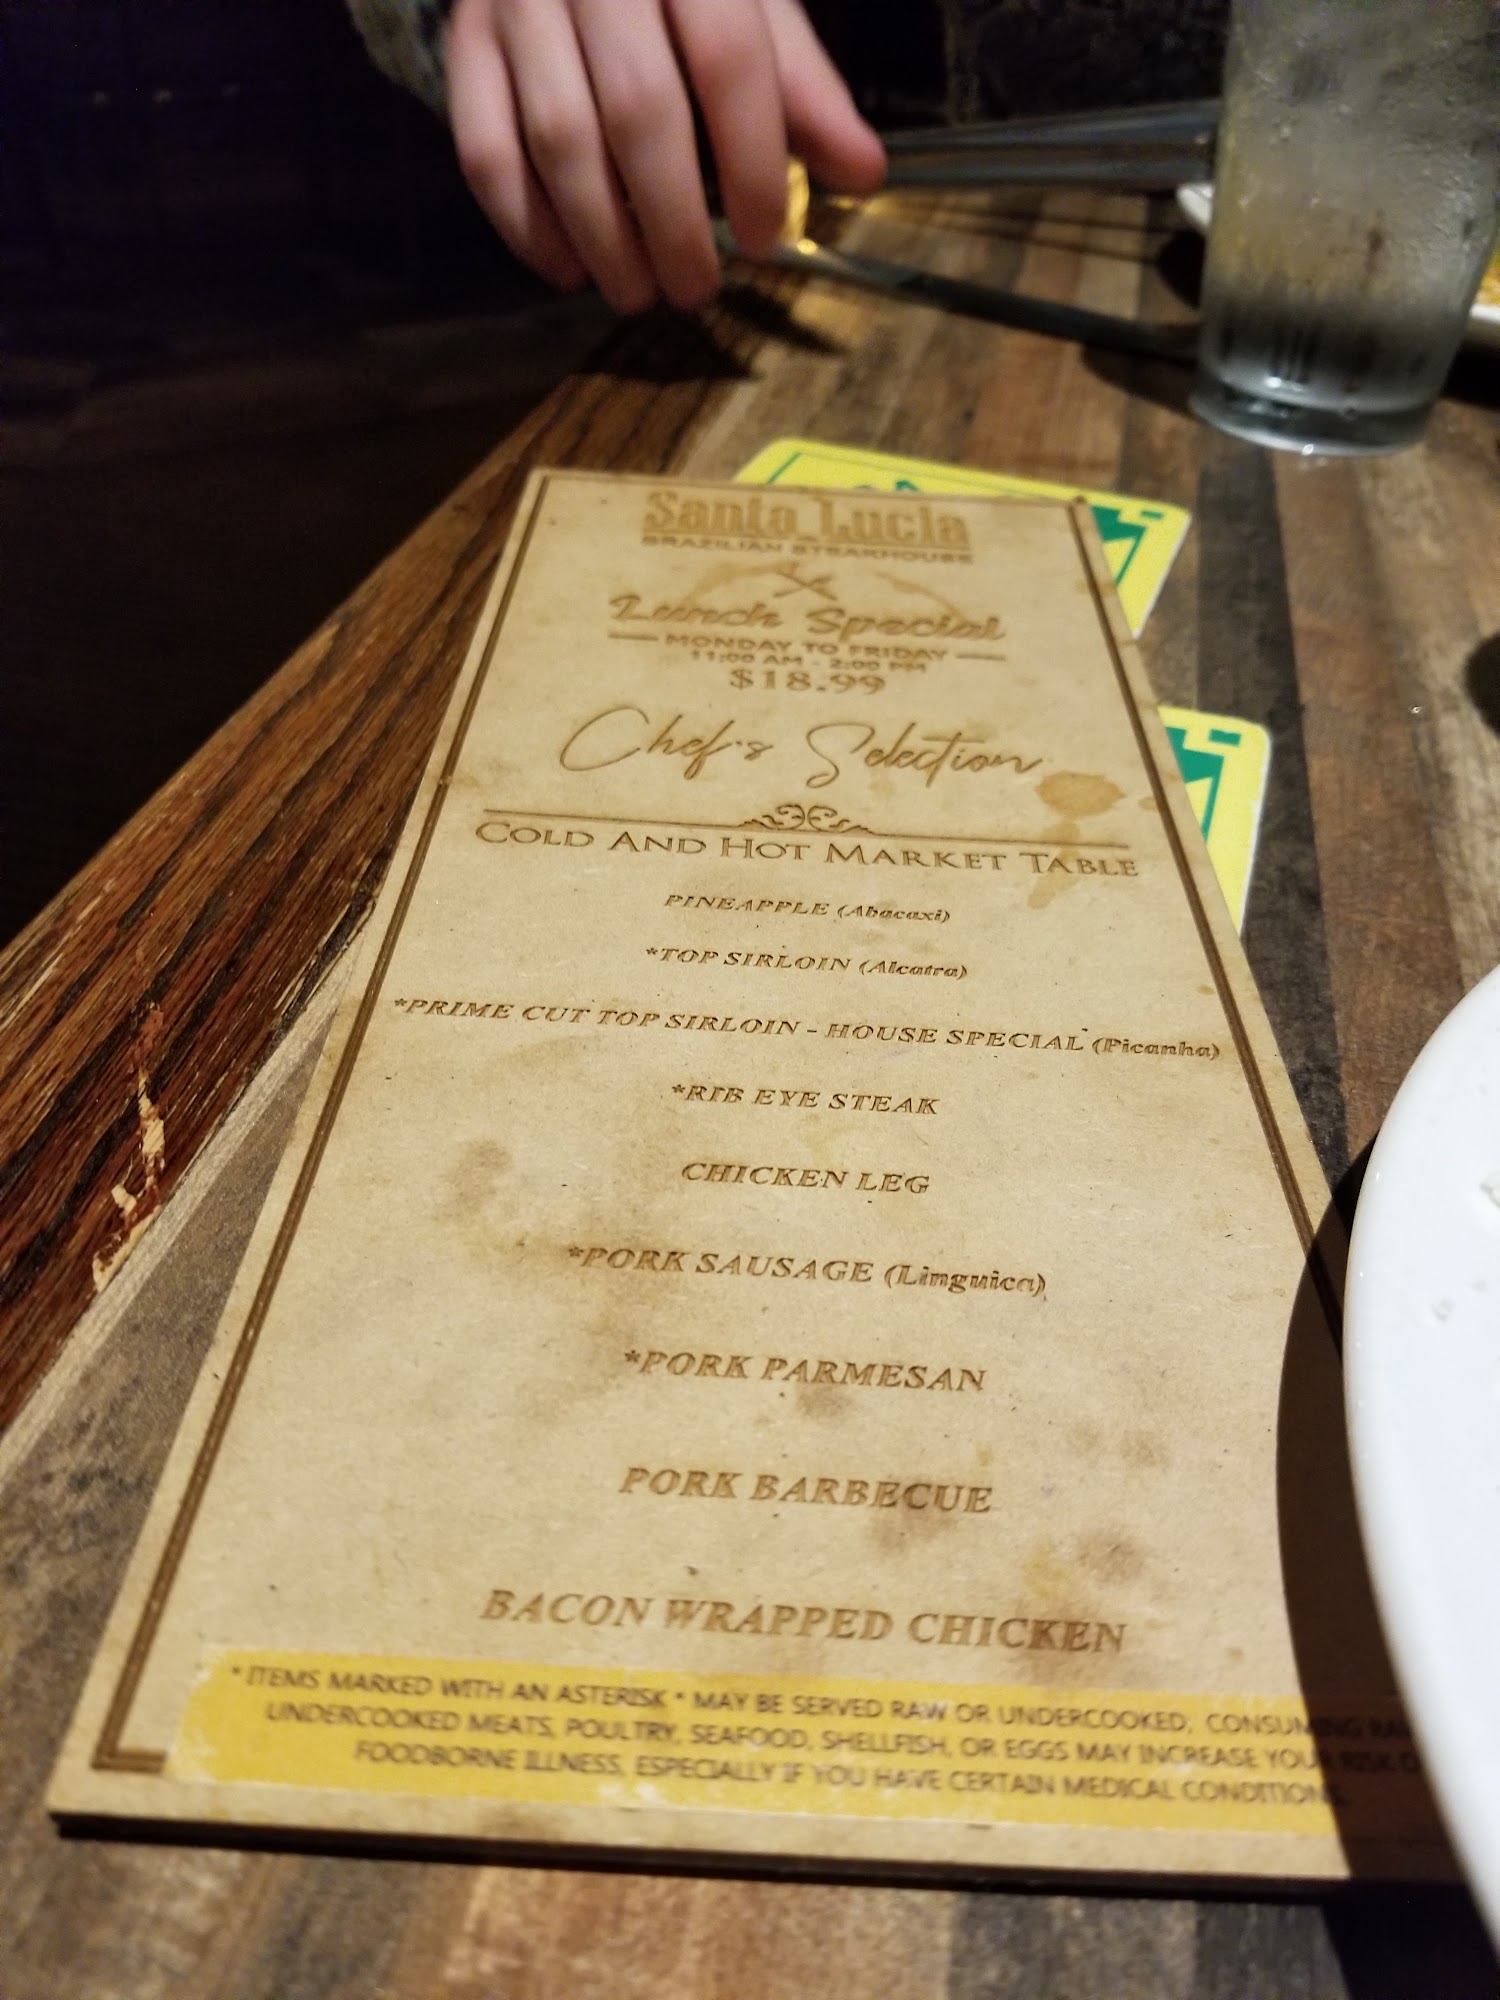 Santa Lucia
BRAZILIAN STEAKHOUSE
Lunch Special
MONDAY TO FRIDAY
11:00 AM - 2:00 PM
$18.99
Chef's Selection
COLD AND HOT MARKET TABLE
PINEAPPLE (Abacaxi)
*TOP SIRLOIN (Alcatra)
*PRIME CUT TOP SIRLOIN - HOUSE SPECIAL (Picanha)
*RIB EYE STEAK
CHICKEN LEG
*PORK SAUSAGE (Linguica)
*PORK PARMESAN
PORK BARBECUE
BACON WRAPPED CHICKEN
* ITEMS MARKED WITH AN ASTERISK * MAY BE SERVED RAW OR UNDERCOOKED, CONSUMING
UNDERCOOKED MEATS, POULTRY, SEAFOOD, SHELLFISH, OR EGGS MAY INCREASE YOUR RISK
FOODBORNE ILLNESS, ESPECIALLY IF YOU HAVE CERTAIN MEDICAL CONDITIONS.